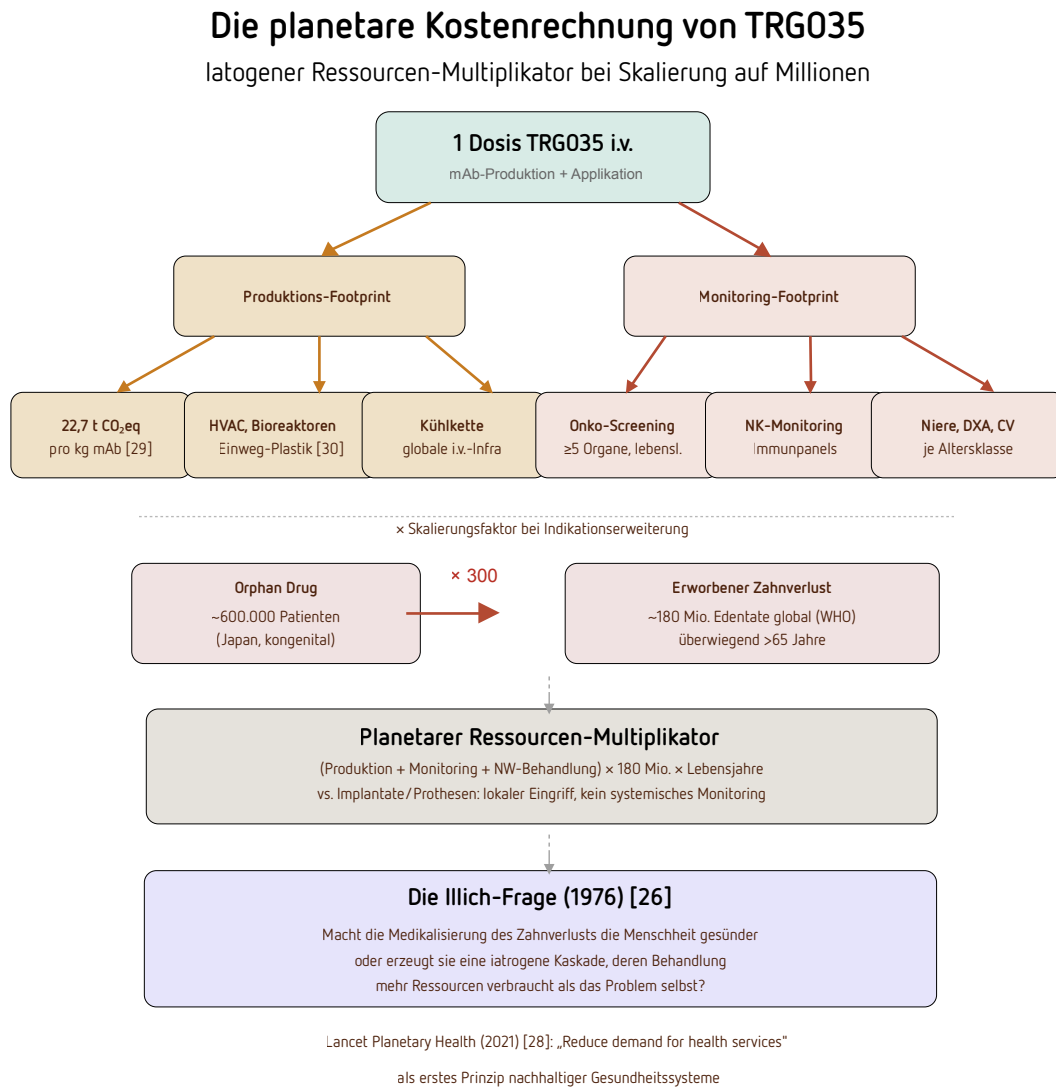 Die planetare Kostenrechnung von TRG035
Iatogener Ressourcen-Multiplikator bei Skalierung auf Millionen
1 Dosis TRG035 i.v.
mAb-Produktion + Applikation
Produktions-Footprint
Monitoring-Footprint
22,7 t CO₂eq
pro kg mAb [29]
HVAC, Bioreaktoren
Einweg-Plastik [30]
Kühlkette
globale i.v.-Infra
Onko-Screening
≥5 Organe, lebensl.
NK-Monitoring
Immunpanels
Niere, DXA, CV
je Altersklasse
× Skalierungsfaktor bei Indikationserweiterung
Orphan Drug
~600.000 Patienten
(Japan, kongenital)
× 300
Erworbener Zahnverlust
~180 Mio. Edentate global (WHO)
überwiegend >65 Jahre
Planetarer Ressourcen-Multiplikator
(Produktion + Monitoring + NW-Behandlung) × 180 Mio. × Lebensjahre
vs. Implantate/Prothesen: lokaler Eingriff, kein systemisches Monitoring
Die Illich-Frage (1976) [26]
Macht die Medikalisierung des Zahnverlusts die Menschheit gesünder
oder erzeugt sie eine iatrogene Kaskade, deren Behandlung
mehr Ressourcen verbraucht als das Problem selbst?
Lancet Planetary Health (2021) [28]: „Reduce demand for health services"
als erstes Prinzip nachhaltiger Gesundheitssysteme